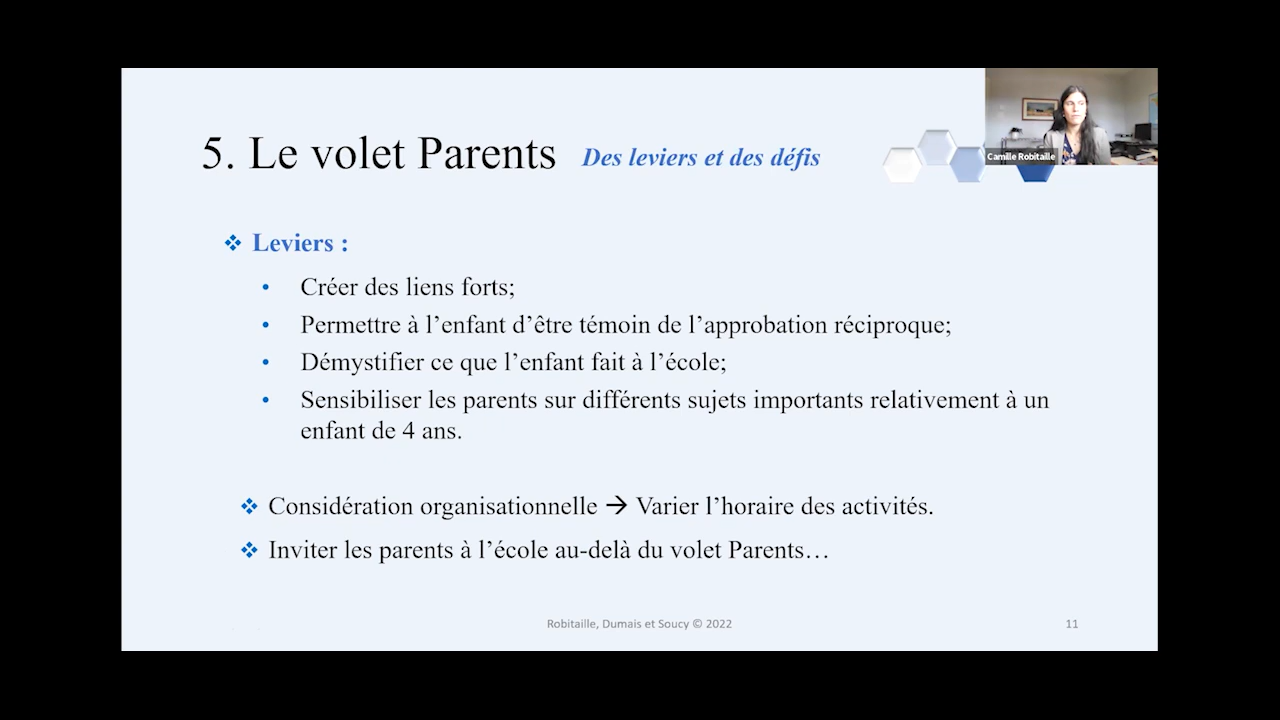 Camille Robitaille
5. Le volet Parents Des leviers et des défis
❖ Leviers :
• Créer des liens forts;
• Permettre à l’enfant d’être témoin de l’approbation réciproque;
• Démystifier ce que l’enfant fait à l’école;
• Sensibiliser les parents sur différents sujets importants relativement à un
enfant de 4 ans.
❖ Considération organisationnelle → Varier l’horaire des activités.
❖ Inviter les parents à l’école au-delà du volet Parents…
Robitaille, Dumais et Soucy © 2022
11